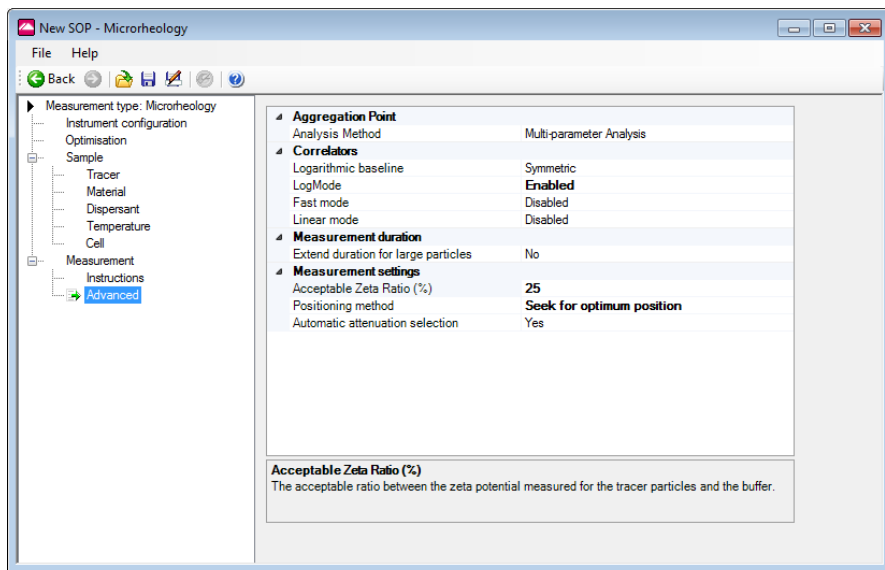 New SOP - Microrheology
File Help
Back
Measurement type: Microrheology
Instrument configuration
Optimisation
Sample
Tracer
Material
Dispersant
Temperature
Cell
Measurement
Instructions
Advanced
Aggregation Point
Analysis Method Multi-parameter Analysis
Correlators
Logarithmic baseline Symmetric
LogMode Enabled
Fast mode Disabled
Linear mode Disabled
Measurement duration
Extend duration for large particles No
Measurement settings
Acceptable Zeta Ratio (%) 25
Positioning method Seek for optimum position
Automatic attenuation selection Yes
Acceptable Zeta Ratio (%)
The acceptable ratio between the zeta potential measured for the tracer particles and the buffer.